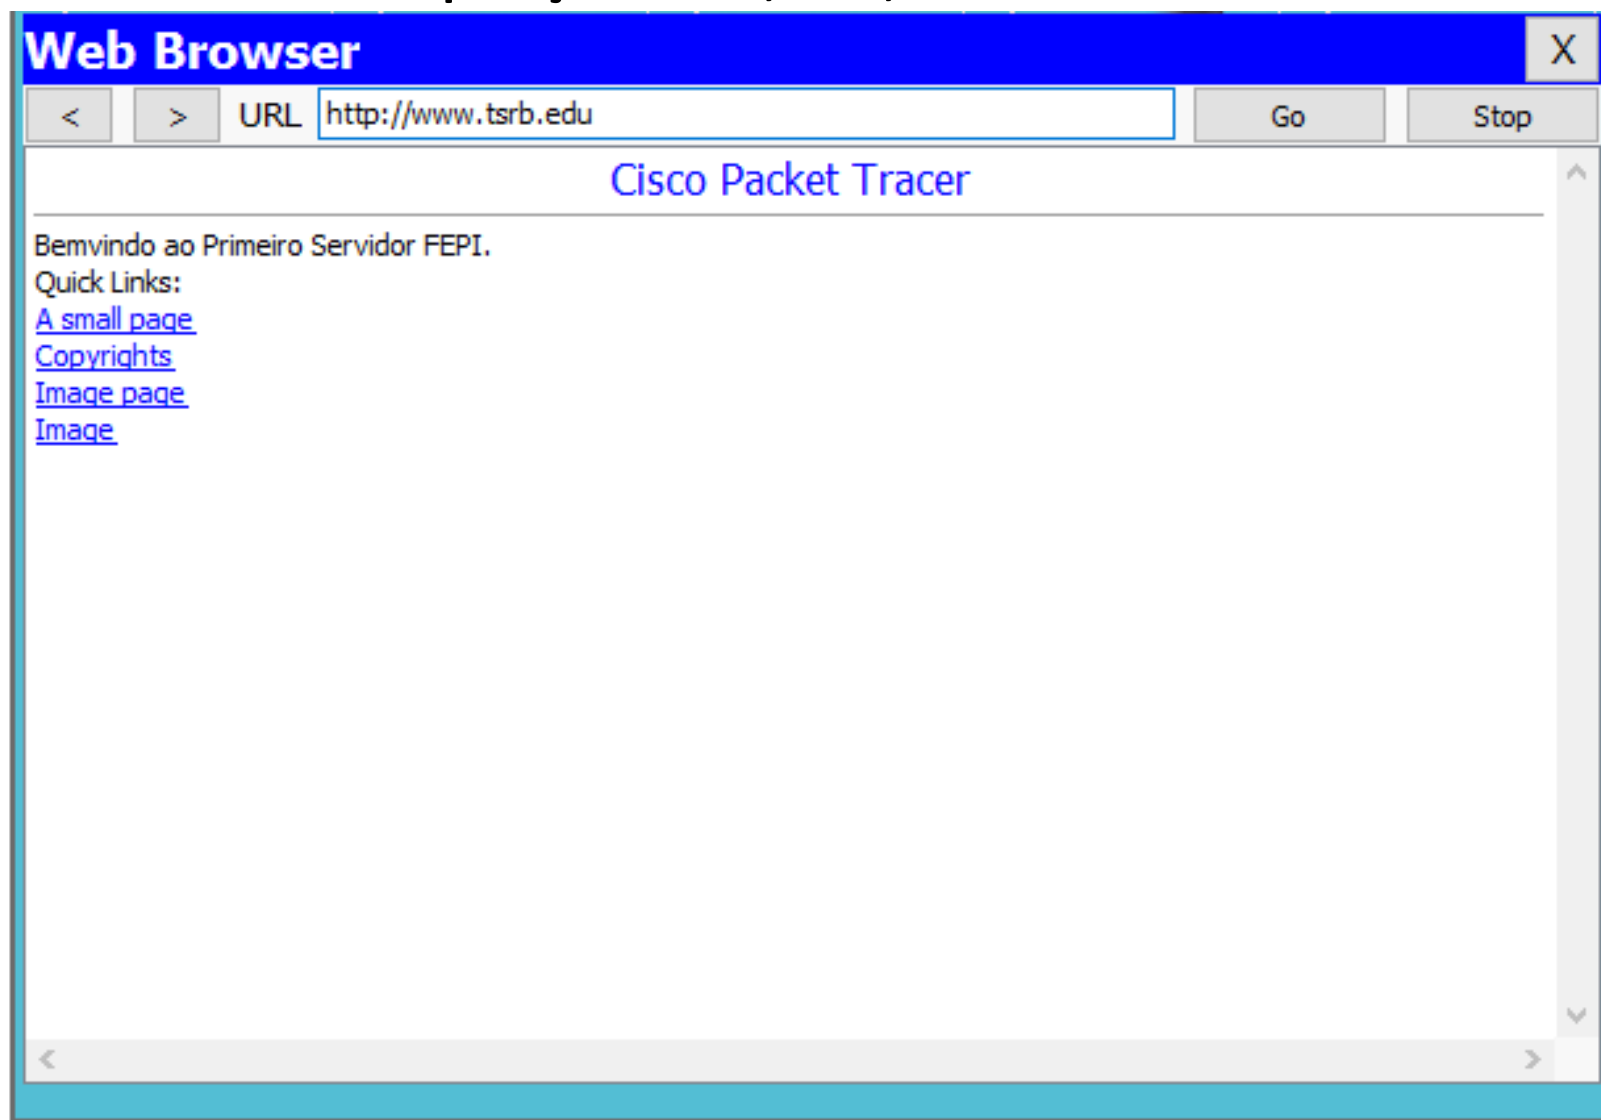 Web Browser X
< > URL http://www.tsrb.edu Go Stop
Cisco Packet Tracer
Bemvindo ao Primeiro Servidor FEPI.
Quick Links:
A small page
Copyrights
Image page
Image